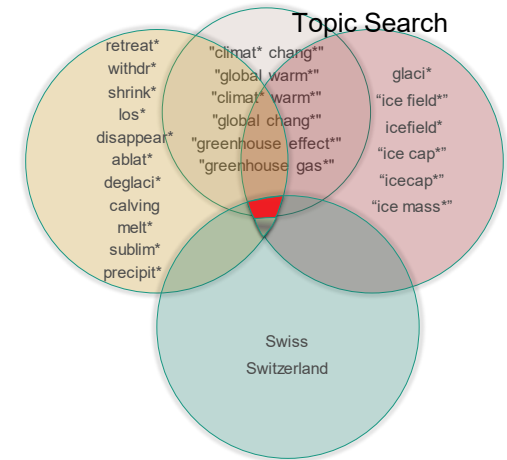 Topic Search
retreat*
withdr*
shrink*
los*
disappear*
ablat*
deglaci*
calving
melt*
sublim*
precipit*
"climat* chang*"
"global warm*"
"climat* warm*"
"global chang*"
"greenhouse effect*"
"greenhouse gas*"
glaci*
“ice field*”
icefield*
“ice cap*”
“icecap*”
“ice mass*”
Swiss
Switzerland